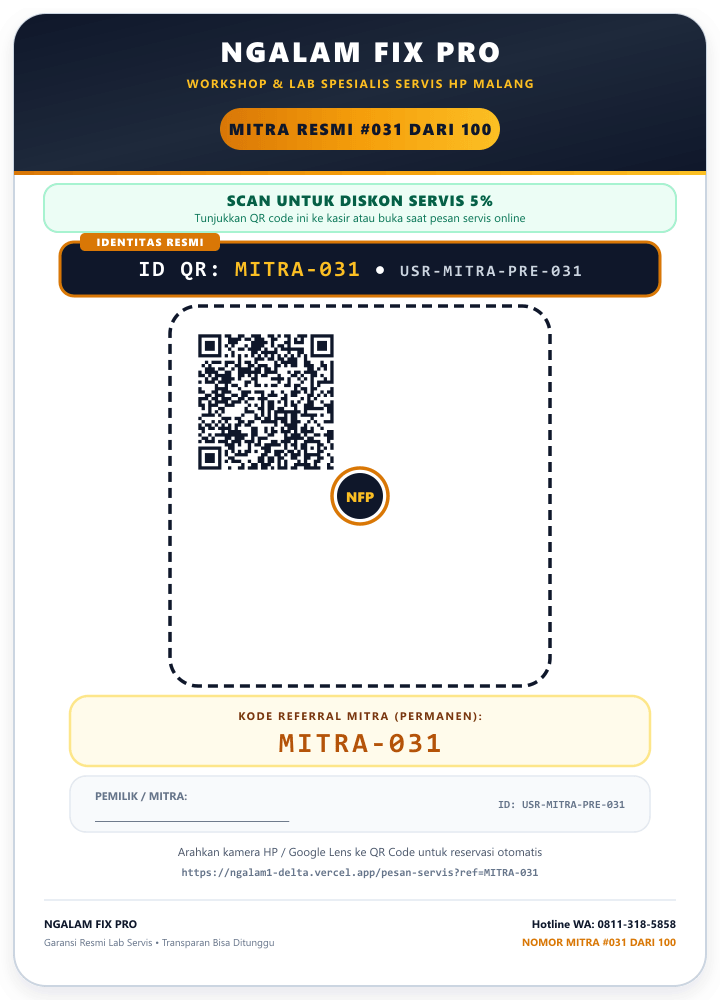 NGALAM FIX PRO
WORKSHOP & LAB SPESIALIS SERVIS HP MALANG
MITRA RESMI #031 DARI 100
SCAN UNTUK DISKON SERVIS 5%
Tunjukkan QR code ini ke kasir atau buka saat pesan servis online
IDENTITAS RESMI
ID QR: MITRA-031 • USR-MITRA-PRE-031
NFP
KODE REFERRAL MITRA (PERMANEN):
MITRA-031
PEMILIK / MITRA:
ID: USR-MITRA-PRE-031
Arahkan kamera HP / Google Lens ke QR Code untuk reservasi otomatis
https://ngalam1-delta.vercel.app/pesan-servis?ref=MITRA-031
NGALAM FIX PRO
Garansi Resmi Lab Servis • Transparan Bisa Ditunggu
Hotline WA: 0811-318-5858
NOMOR MITRA #031 DARI 100